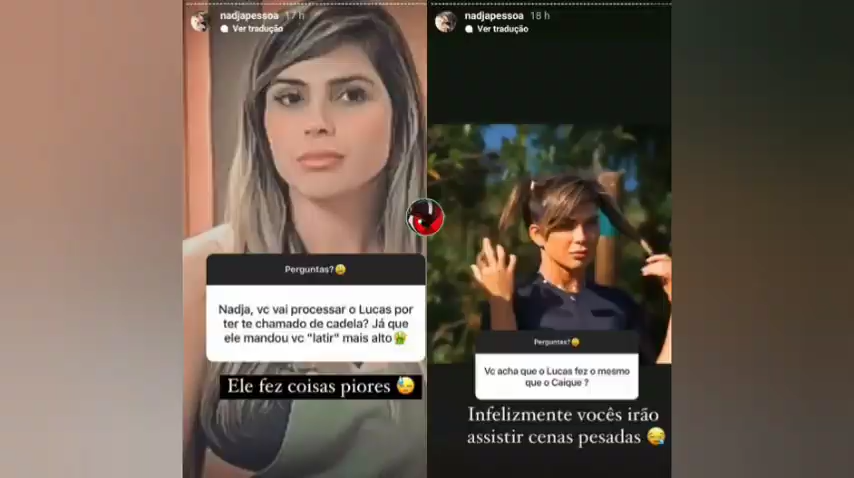 nadjapessoa 17 h
Ver tradução
Perguntas?😩
Nadja, vc vai processar o Lucas por
ter te chamado de cadela? Já que
ele mandou vc "latir" mais alto🤮
Ele fez coisas piores 😓
nadjapessoa 18 h
Ver tradução
Perguntas?😩
Vc acha que o Lucas fez o mesmo
que o Caique ?
Infelizmente vocês irão
assistir cenas pesadas 😪